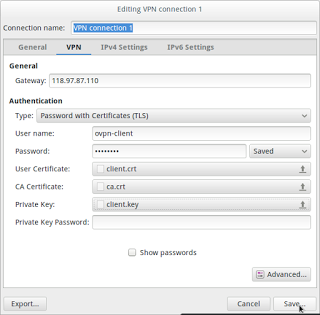 Editing VPN connection 1
Connection name: VPN connection 1
General VPN IPv4 Settings IPv6 Settings
General
Gateway: 118.97.87.110
Authentication
Type: Password with Certificates (TLS)
User name: ovpn-client
Password: •••••••• Saved
User Certificate: client.crt
CA Certificate: ca.crt
Private Key: client.key
Private Key Password:
Show passwords
Advanced...
Export... Cancel Save...